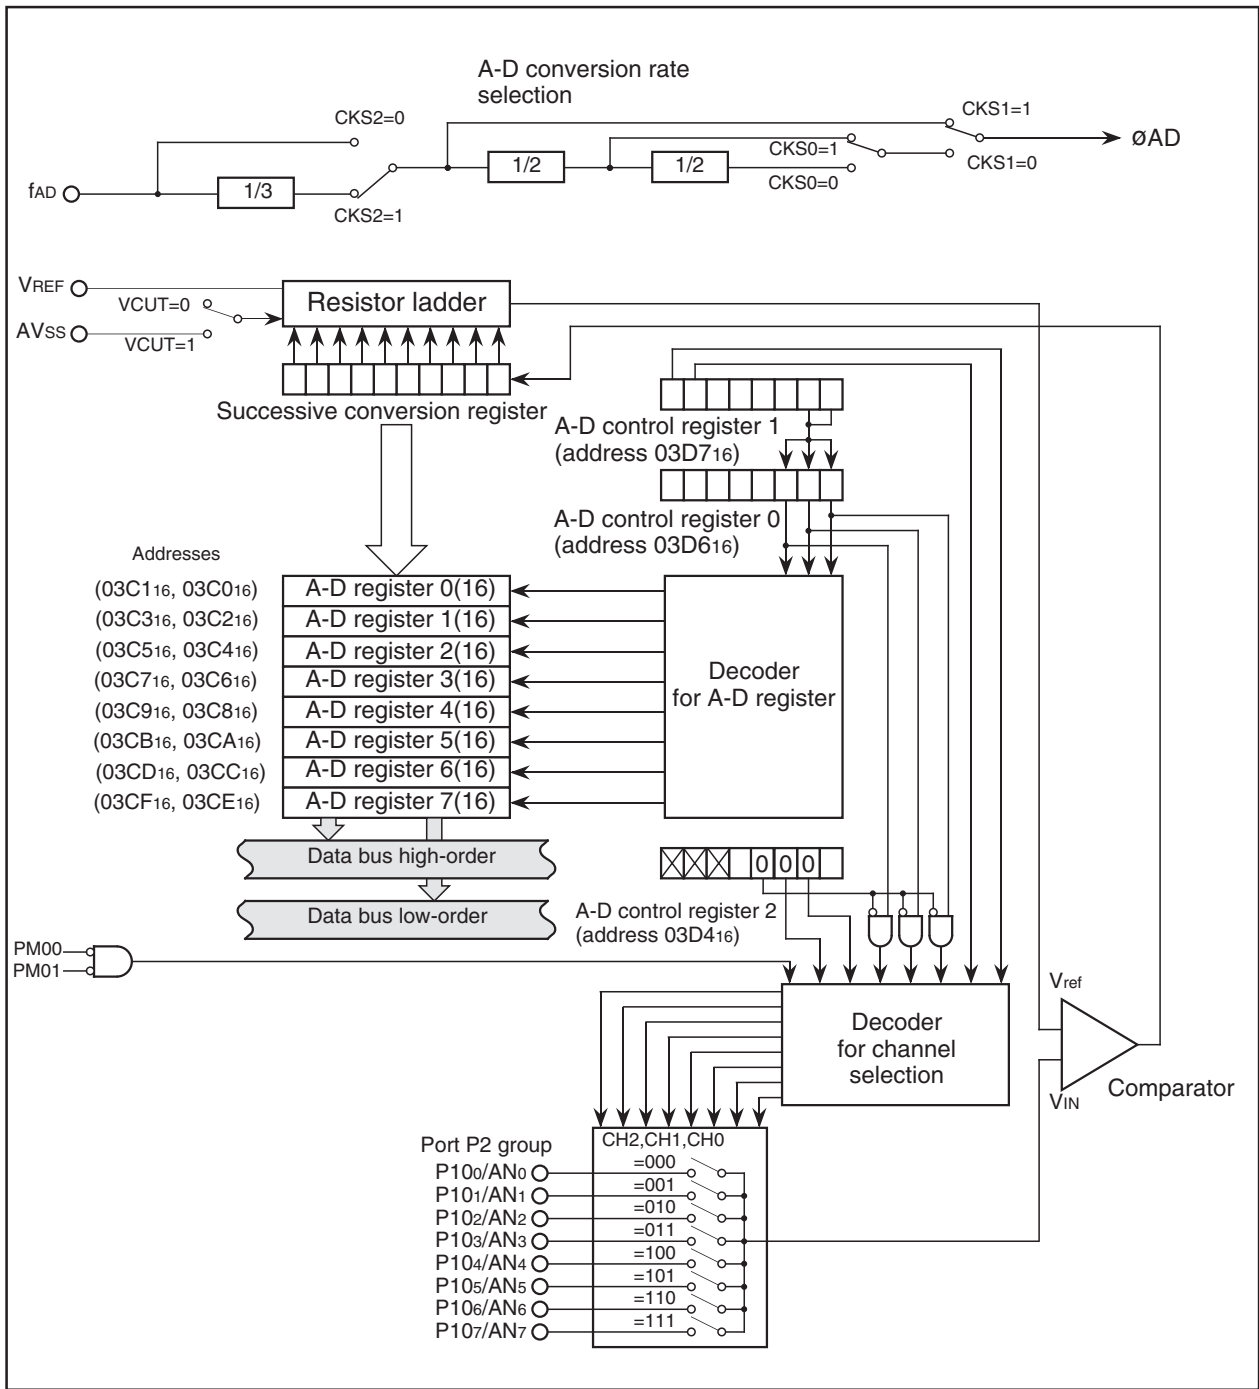 A-D conversion rate
selection
CKS2=0
CKS1=1
øAD
CKS0=1
CKS1=0
1/2
1/2
CKS0=0
fAD
1/3
CKS2=1
VREF
VCUT=0
Resistor ladder
AVSS
VCUT=1
Successive conversion register
A-D control register 1
(address 03D716)
A-D control register 0
(address 03D616)
Addresses
(03C116, 03C016)
A-D register 0(16)
(03C316, 03C216)
A-D register 1(16)
(03C516, 03C416)
A-D register 2(16)
(03C716, 03C616)
A-D register 3(16)
(03C916, 03C816)
A-D register 4(16)
(03CB16, 03CA16)
A-D register 5(16)
(03CD16, 03CC16)
A-D register 6(16)
(03CF16, 03CE16)
A-D register 7(16)
Decoder
for A-D register
Data bus high-order
Data bus low-order
0 0 0
A-D control register 2
(address 03D416)
PM00
PM01
Decoder
for channel
selection
Vref
VIN
Comparator
Port P2 group
CH2,CH1,CH0
P100/AN0
=000
P101/AN1
=001
P102/AN2
=010
P103/AN3
=011
P104/AN4
=100
P105/AN5
=101
P106/AN6
=110
P107/AN7
=111